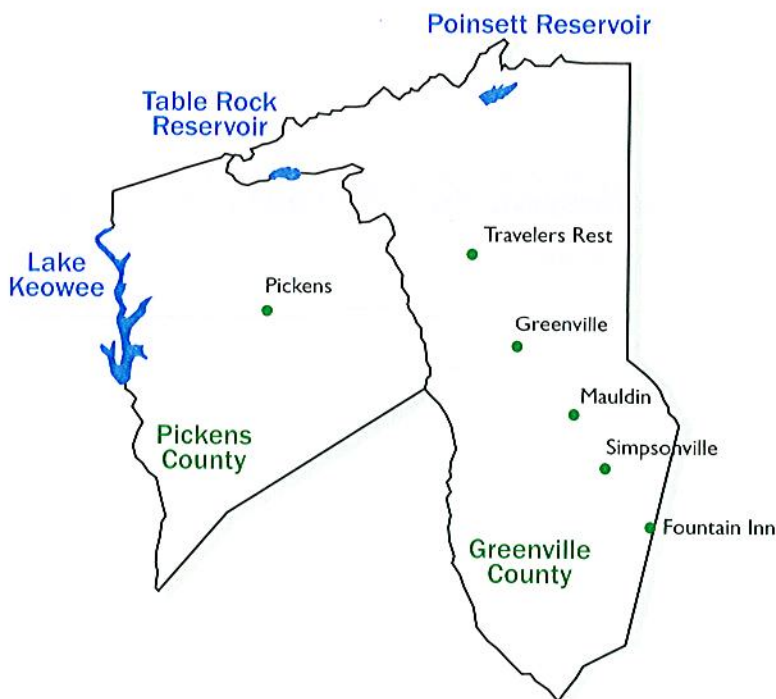 Poinsett Reservoir
Table Rock
Reservoir
Travelers Rest
Lake
Keowee
Pickens
Greenville
Mauldin
Pickens
County
Simpsonville
Fountain Inn
Greenville
County